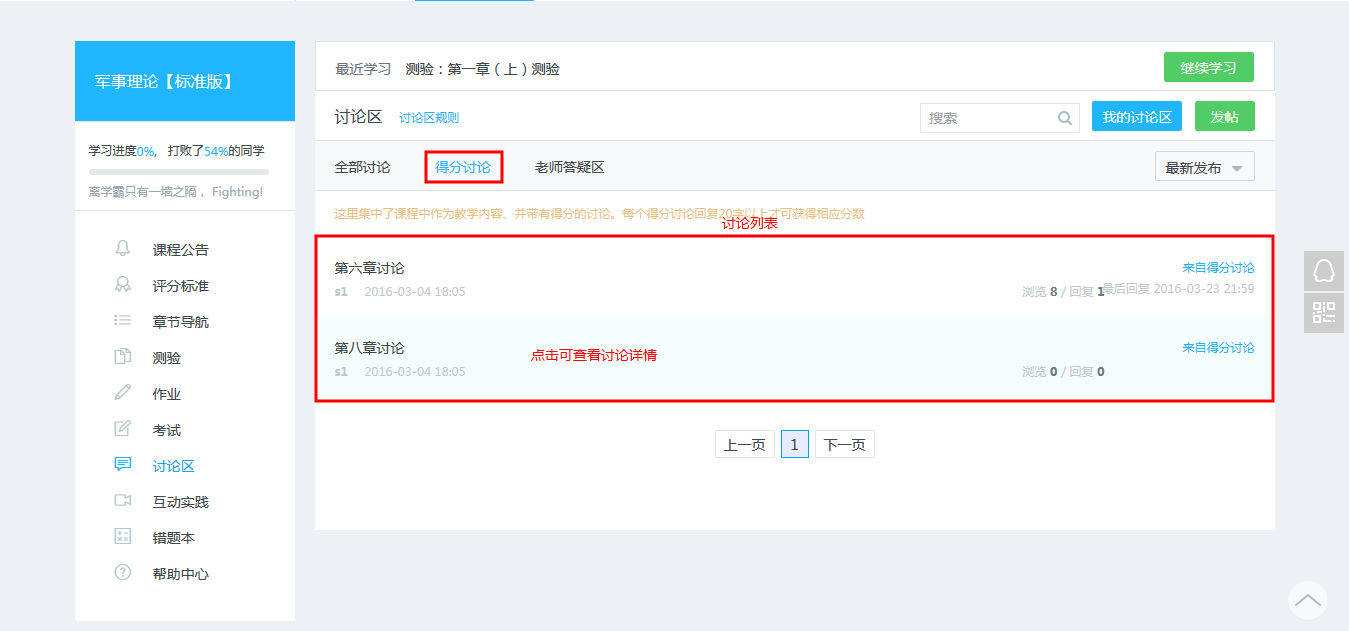 军事理论【标准版】
学习进度0%, 打败了54%的同学
离学霸只有一墙之隔，Fighting!
课程公告
评分标准
章节导航
测验
作业
考试
讨论区
互动实践
错题本
帮助中心
最近学习 测验：第一章（上）测验 继续学习
讨论区 讨论区规则 搜索 我的讨论区 发帖
全部讨论 得分讨论 老师答疑区 最新发布
这里集中了课程中作为教学内容、并带有得分的讨论。每个得分讨论回复20字以上才可获得相应分数
讨论列表
第六章讨论 来自得分讨论
s1 2016-03-04 18:05 浏览 8 / 回复 1 最后回复 2016-03-23 21:59
第八章讨论 来自得分讨论
点击可查看讨论详情
s1 2016-03-04 18:05 浏览 0 / 回复 0
上一页 1 下一页